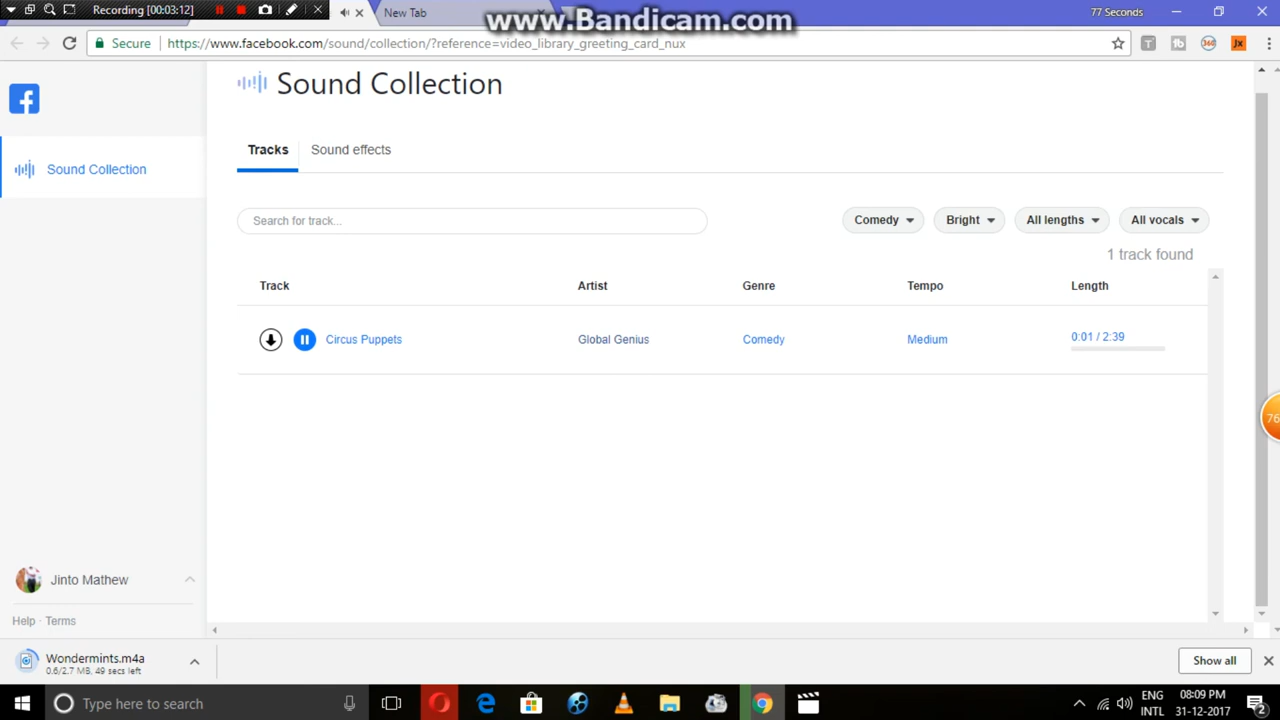 Recording [00:03:12]
www.Bandicam.com
New Tab
77 Seconds
Secure
https://www.facebook.com/sound/collection/?reference=video_library_greeting_card_nux
Sound Collection
Sound Collection
Tracks
Sound effects
Search for track...
Comedy
Bright
All lengths
All vocals
1 track found
Track Artist Genre Tempo Length
Circus Puppets Global Genius Comedy Medium 0:01 / 2:39
76
Jinto Mathew
Help · Terms
Wondermints.m4a
0.6/2.7 MB, 49 secs left
Show all
Type here to search
ENG
INTL
08:09 PM
31-12-2017
2